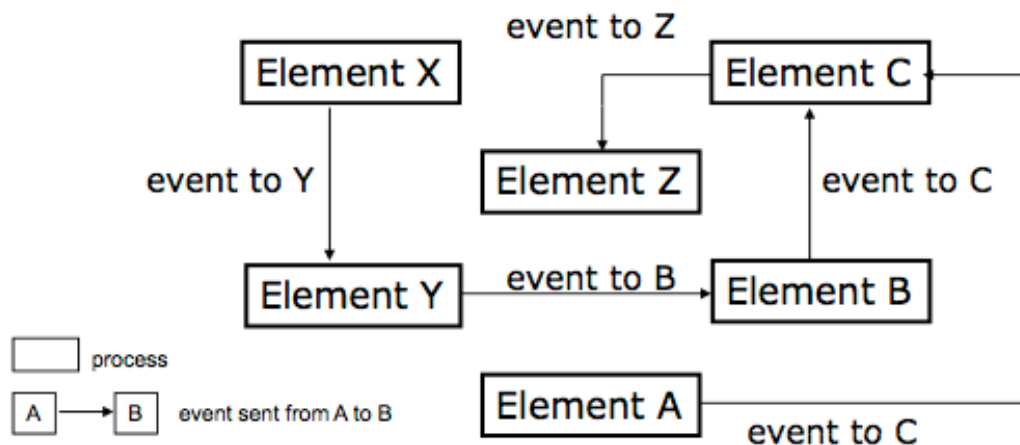 event to Z
Element X
Element C
event to Y
Element Z
event to C
Element Y
event to B
Element B
process
A
B
event sent from A to B
Element A
event to C